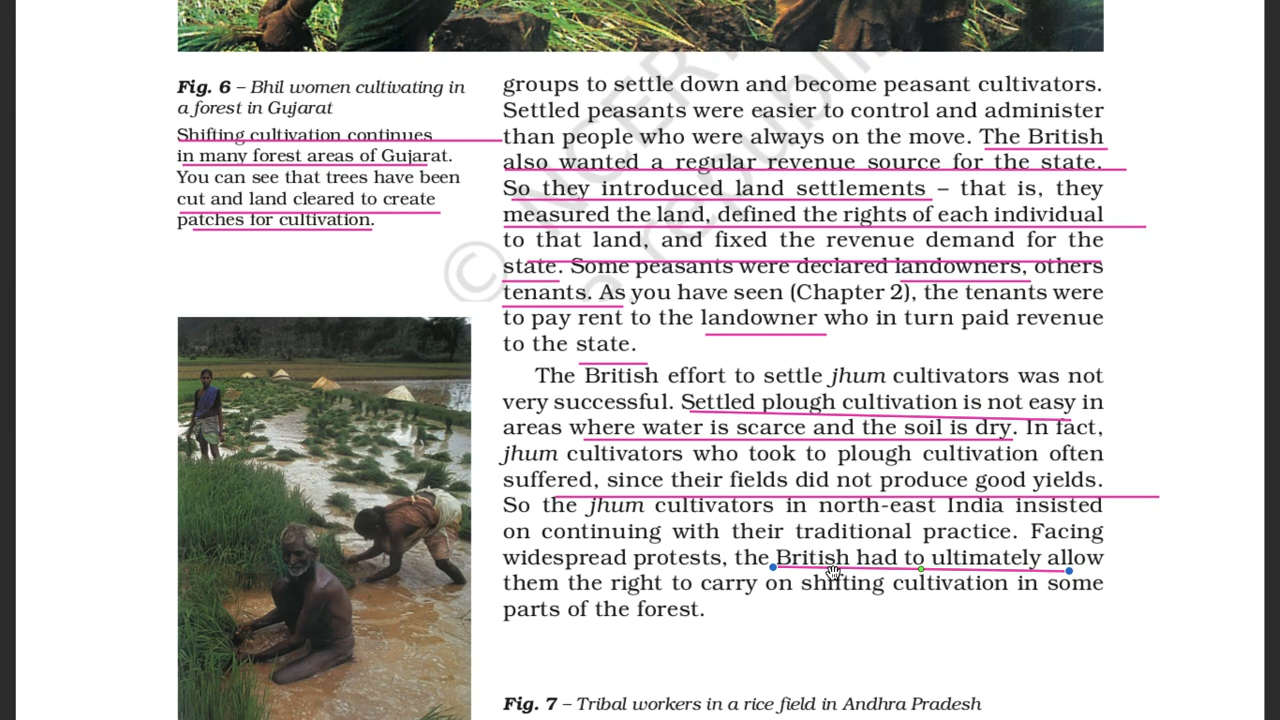 Fig. 6 – Bhil women cultivating in
a forest in Gujarat
Shifting cultivation continues
in many forest areas of Gujarat.
You can see that trees have been
cut and land cleared to create
patches for cultivation.
groups to settle down and become peasant cultivators.
Settled peasants were easier to control and administer
than people who were always on the move. The British
also wanted a regular revenue source for the state.
So they introduced land settlements – that is, they
measured the land, defined the rights of each individual
to that land, and fixed the revenue demand for the
state. Some peasants were declared landowners, others
tenants. As you have seen (Chapter 2), the tenants were
to pay rent to the landowner who in turn paid revenue
to the state.
The British effort to settle jhum cultivators was not
very successful. Settled plough cultivation is not easy in
areas where water is scarce and the soil is dry. In fact,
jhum cultivators who took to plough cultivation often
suffered, since their fields did not produce good yields.
So the jhum cultivators in north-east India insisted
on continuing with their traditional practice. Facing
widespread protests, the British had to ultimately allow
them the right to carry on shifting cultivation in some
parts of the forest.
Fig. 7 – Tribal workers in a rice field in Andhra Pradesh